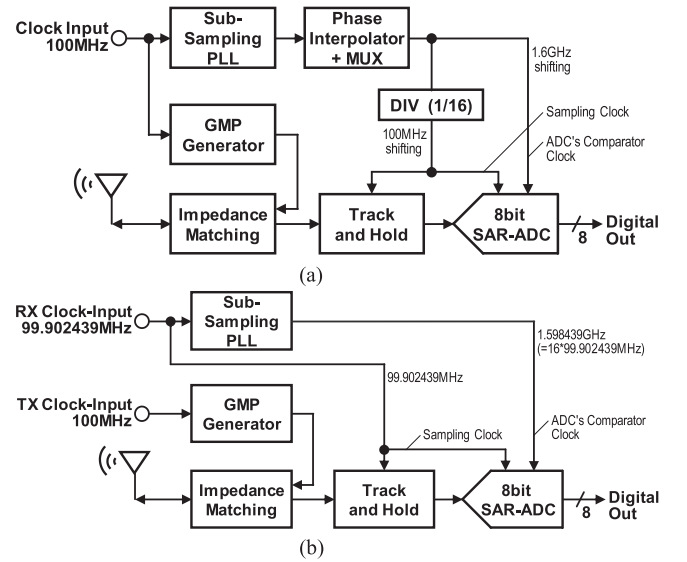 Clock Input
100MHz
Sub-
Sampling
PLL
Phase
Interpolator
+ MUX
1.6GHz
shifting
DIV (1/16)
Sampling Clock
GMP
Generator
100MHz
shifting
ADC's Comparator
Clock
Impedance
Matching
Track
and Hold
8bit
SAR-ADC
8
Digital
Out
(a)
RX Clock-Input
99.902439MHz
Sub-
Sampling
PLL
1.598439GHz
(=16*99.902439MHz)
99.902439MHz
TX Clock-Input
100MHz
GMP
Generator
ADC's Comparator
Clock
Sampling Clock
Impedance
Matching
Track
and Hold
8bit
SAR-ADC
8
Digital
Out
(b)